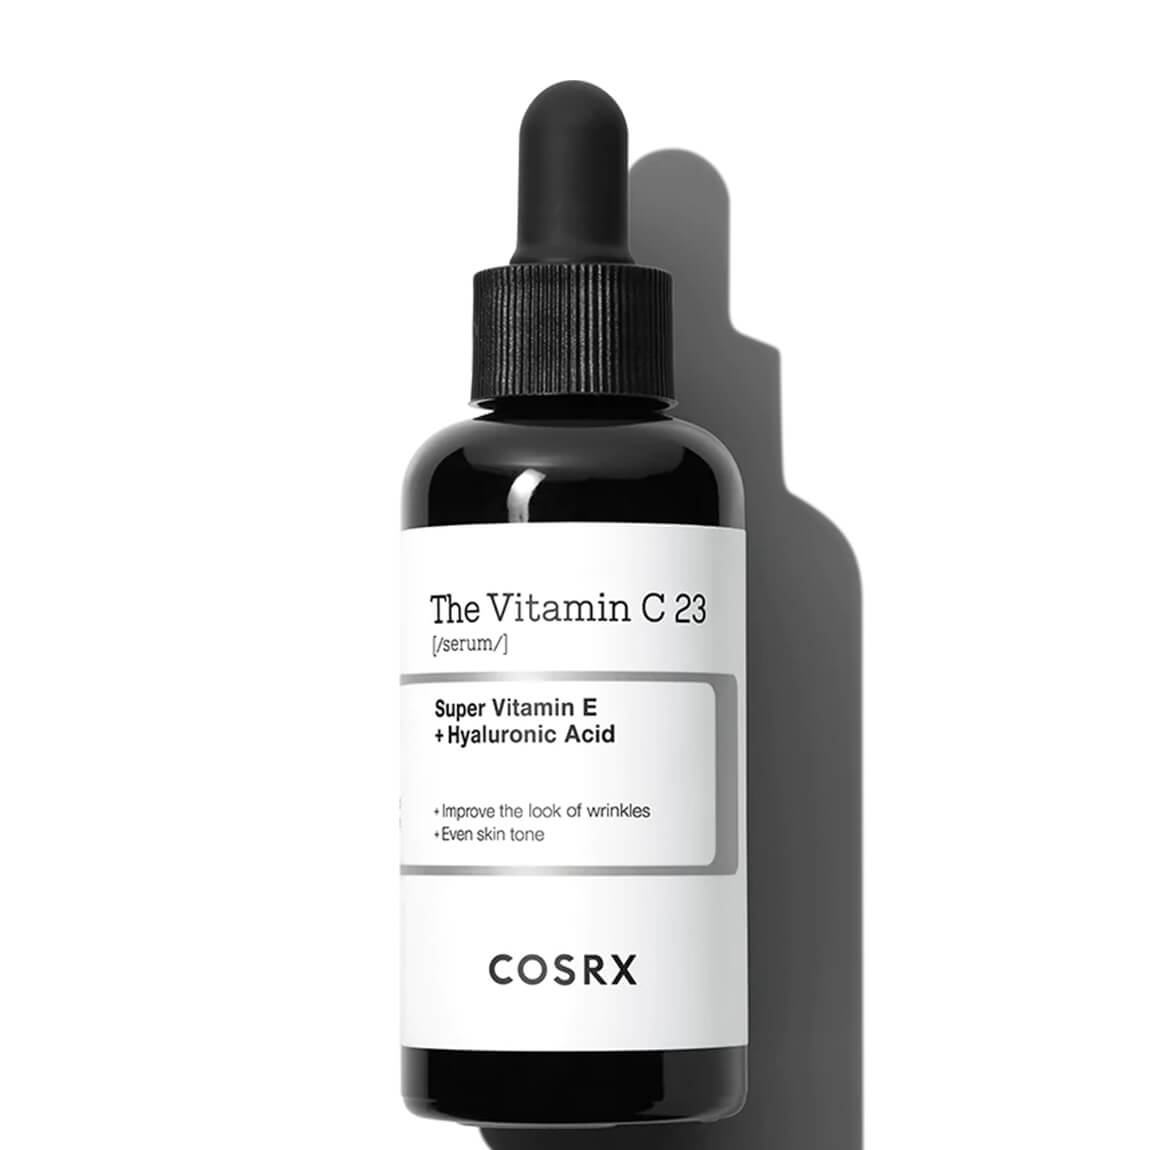 The Vitamin C 23
[/serum/]
Super Vitamin E
+ Hyaluronic Acid
+ Improve the look of wrinkles
+ Even skin tone
COSRX